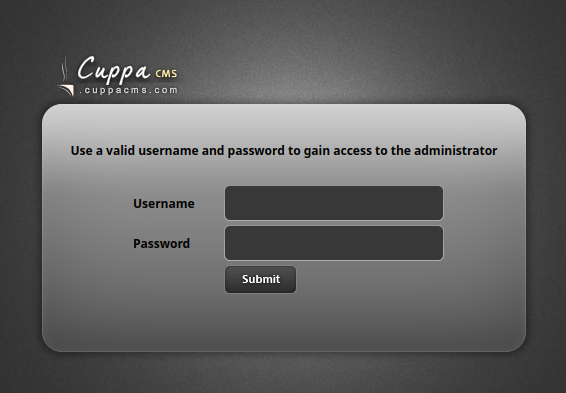 Cuppa CMS
.cuppacms.com
Use a valid username and password to gain access to the administrator
Username
Password
Submit